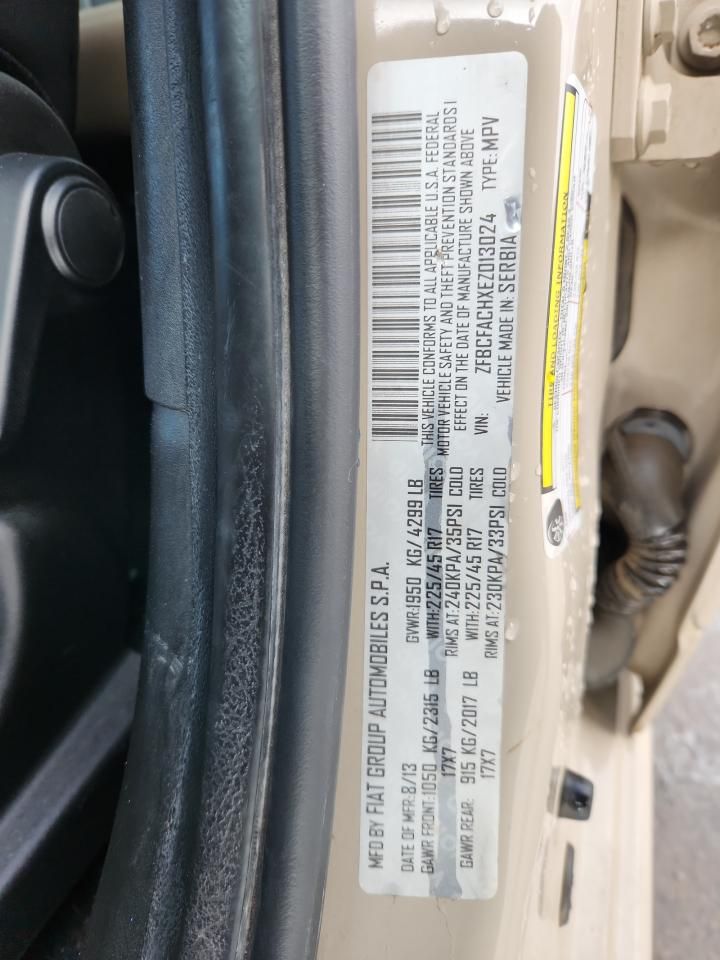 MFD BY FIAT GROUP AUTOMOBILES S.P.A.
DATE OF MFR:8/13 GVWR:1950 KG/4299 LB
GAWR FRONT:1050 KG/2315 LB WITH:225/45 R17 TIRES
17X7 RIMS AT:240KPA/35PSI COLD
GAWR REAR: 915 KG/2017 LB WITH:225/45 R17 TIRES
17X7 RIMS AT:230KPA/33PSI COLD
THIS VEHICLE CONFORMS TO ALL APPLICABLE U.S.A. FEDERAL
MOTOR VEHICLE SAFETY AND THEFT PREVENTION STANDARDS I
EFFECT ON THE DATE OF MANUFACTURE SHOWN ABOVE
VIN: ZFBCFACHXEZ013024 TYPE:MPV
VEHICLE MADE IN: SERBIA
TIRE AND LOADING INFORMATION